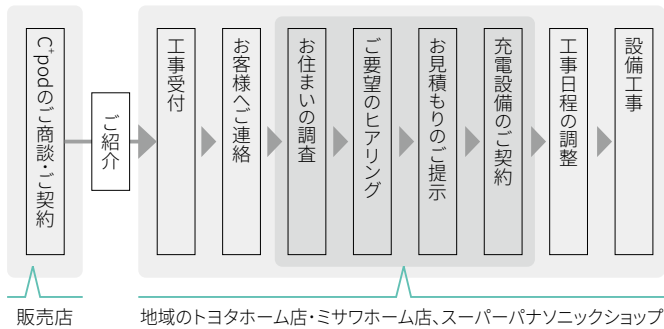 C⁺podのご商談・ご契約
ご紹介
工事受付
お客様へご連絡
お住まいの調査
ご要望のヒアリング
お見積もりのご提示
充電設備のご契約
工事日程の調整
設備工事
販売店
地域のトヨタホーム店・ミサワホーム店、スーパーパナソニックショップ